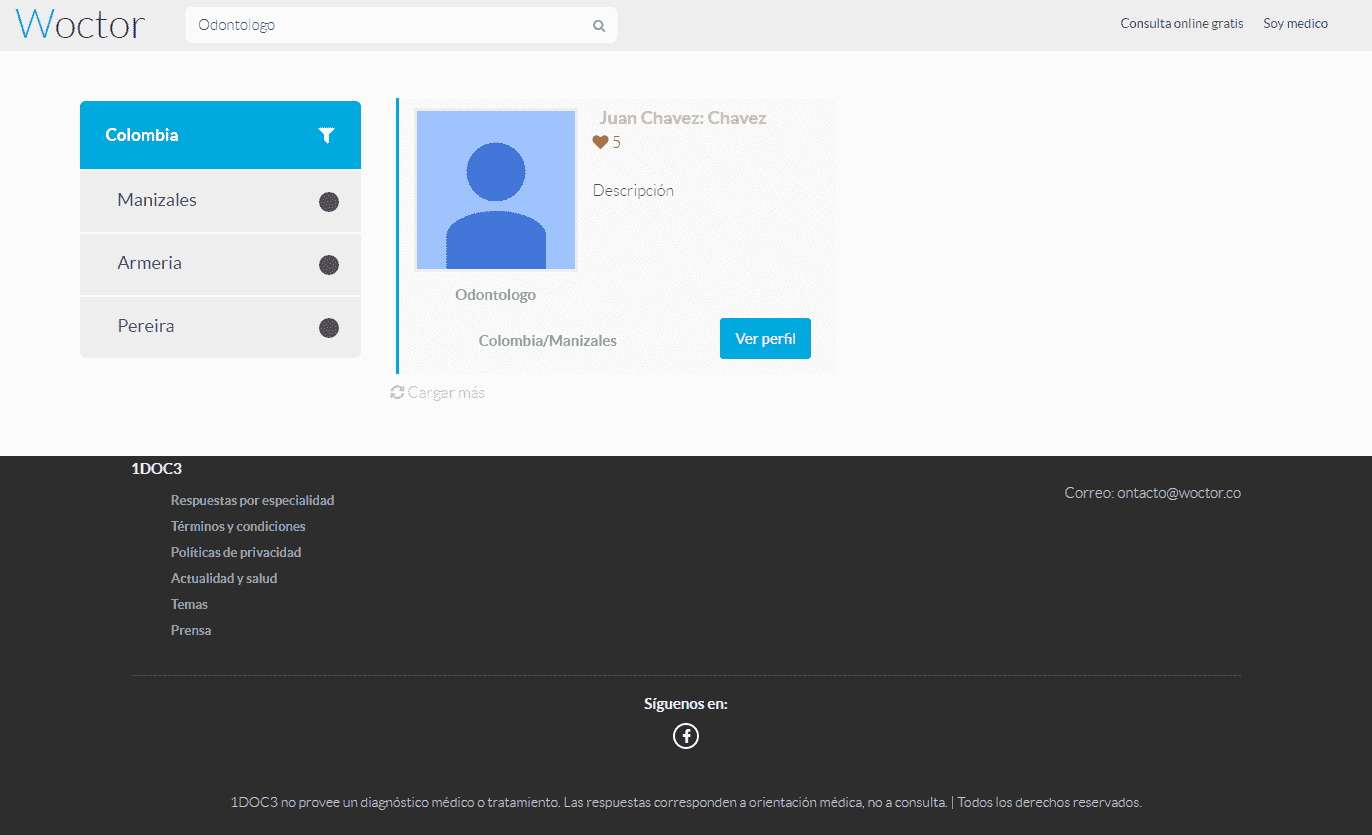 Woctor
Odontologo
Consulta online gratis
Soy medico
Colombia
Manizales
Armeria
Pereira
Juan Chavez: Chavez
5
Descripción
Odontologo
Colombia/Manizales
Ver perfil
Cargar más
1DOC3
Respuestas por especialidad
Términos y condiciones
Políticas de privacidad
Actualidad y salud
Temas
Prensa
Correo: ontacto@woctor.co
Síguenos en:
1DOC3 no provee un diagnóstico médico o tratamiento. Las respuestas corresponden a orientación médica, no a consulta. | Todos los derechos reservados.